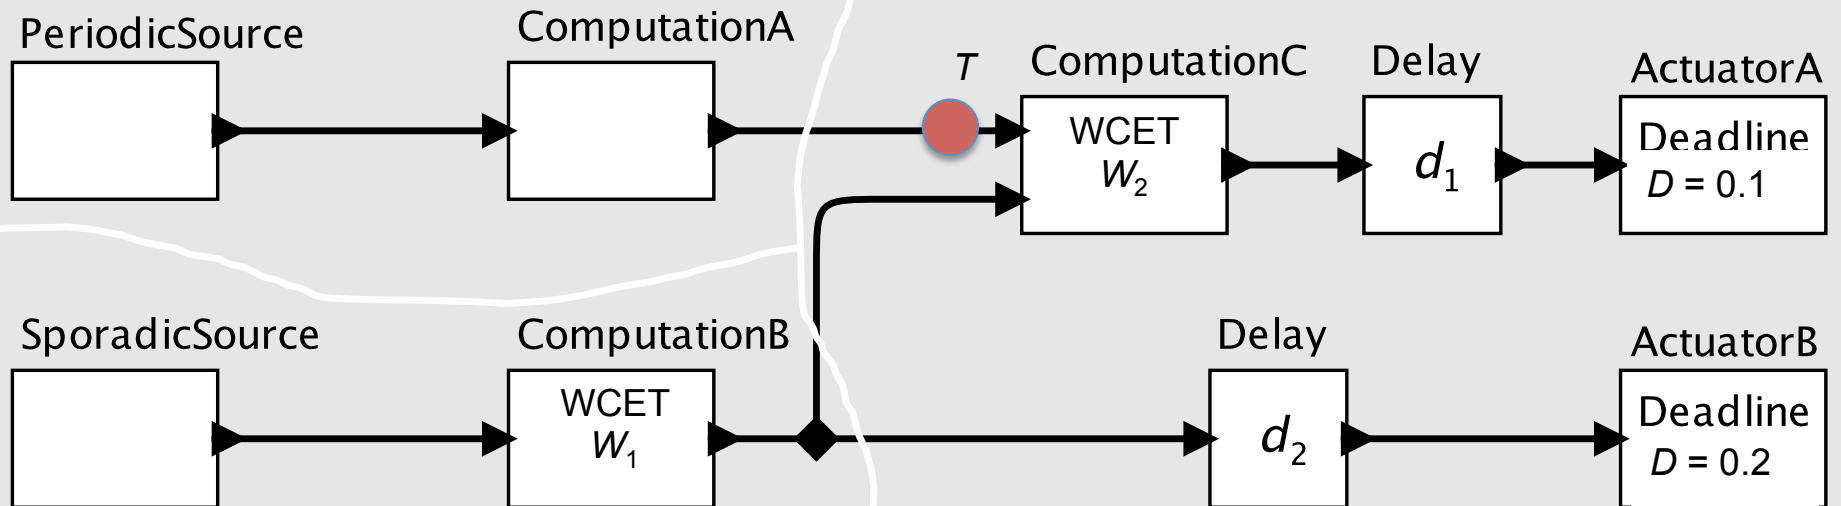 PeriodicSource
ComputationA
T
ComputationC
WCET
W2
Delay
d1
ActuatorA
Deadline
D = 0.1
SporadicSource
ComputationB
WCET
W1
Delay
d2
ActuatorB
Deadline
D = 0.2